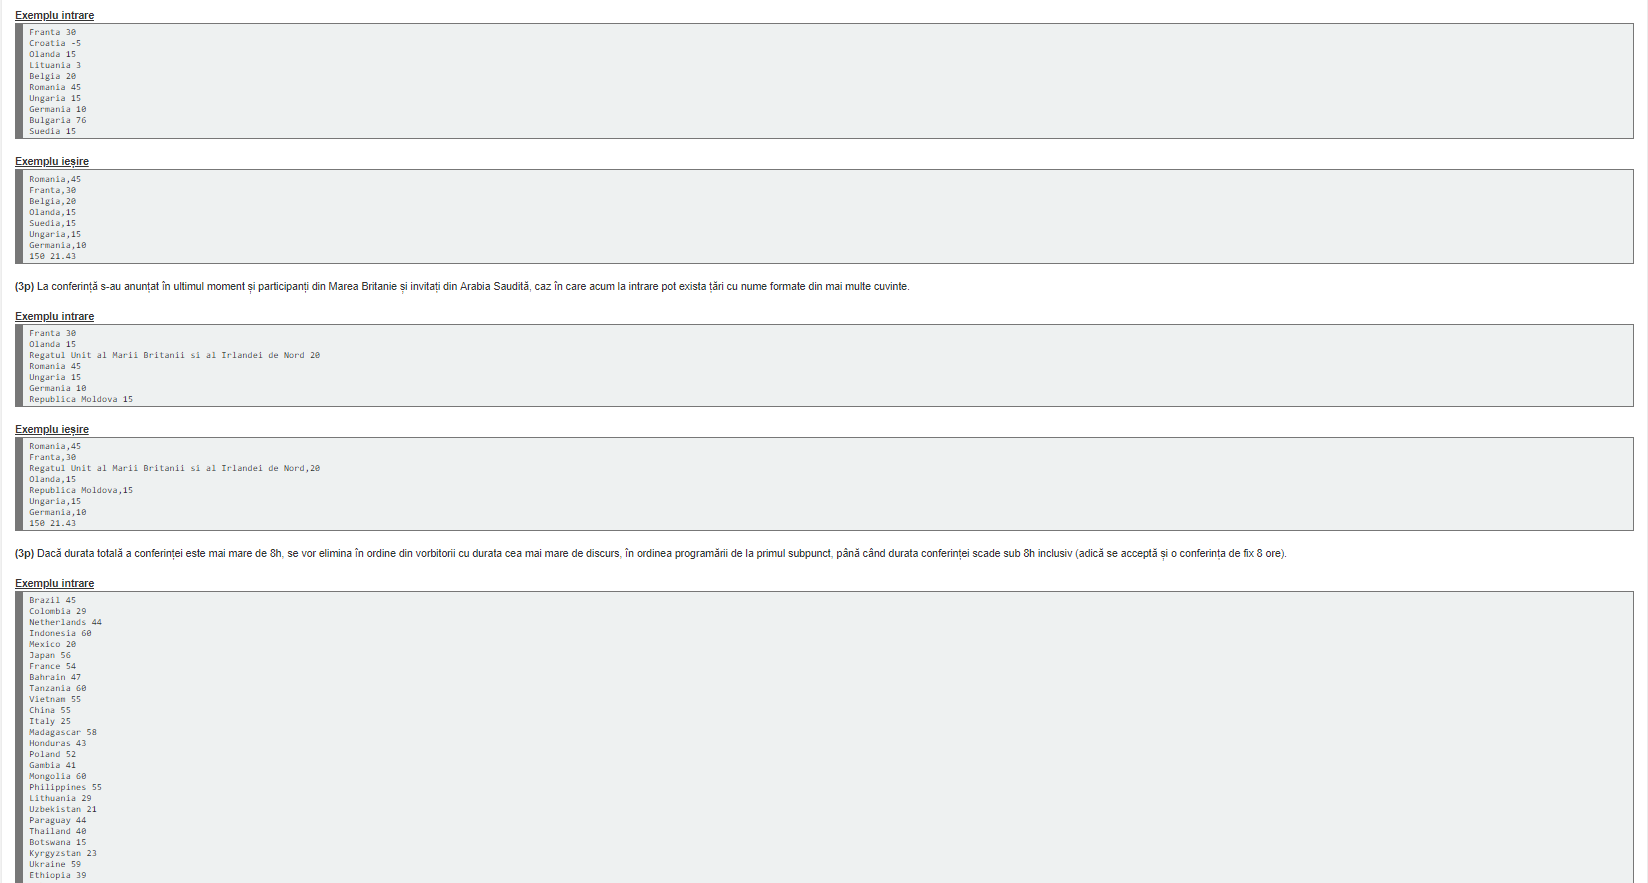 Exemplu intrare
Franta 30
Croatia -5
Olanda 15
Lituania 3
Belgia 20
Romania 45
Ungaria 15
Germania 10
Bulgaria 76
Suedia 15
Exemplu ieșire
Romania,45
Franta,30
Belgia,20
Olanda,15
Suedia,15
Ungaria,15
Germania,10
150 21.43
(3p) La conferință s-au anunțat în ultimul moment și participanți din Marea Britanie și invitați din Arabia Saudită, caz în care acum la intrare pot exista țări cu nume formate din mai multe cuvinte.
Exemplu intrare
Franta 30
Olanda 15
Regatul Unit al Marii Britanii si al Irlandei de Nord 20
Romania 45
Ungaria 15
Germania 10
Republica Moldova 15
Exemplu ieșire
Romania,45
Franta,30
Regatul Unit al Marii Britanii si al Irlandei de Nord,20
Olanda,15
Republica Moldova,15
Ungaria,15
Germania,10
150 21.43
(3p) Dacă durata totală a conferinței este mai mare de 8h, se vor elimina în ordine din vorbitorii cu durata cea mai mare de discurs, în ordinea programării de la primul subpunct, până când durata conferinței scade sub 8h inclusiv (adică se acceptă și o conferința de fix 8 ore).
Exemplu intrare
Brazil 45
Colombia 29
Netherlands 44
Indonesia 60
Mexico 20
Japan 56
France 54
Bahrain 47
Tanzania 60
Vietnam 55
China 55
Italy 25
Madagascar 58
Honduras 43
Poland 52
Gambia 41
Mongolia 60
Philippines 55
Lithuania 29
Uzbekistan 21
Paraguay 44
Thailand 40
Botswana 15
Kyrgyzstan 23
Ukraine 59
Ethiopia 39